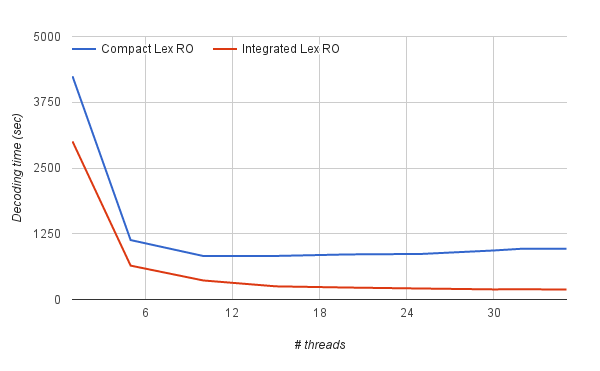 5000
Compact Lex RO Integrated Lex RO
3750
2500
1250
0
Decoding time (sec)
6 12 18 24 30
# threads